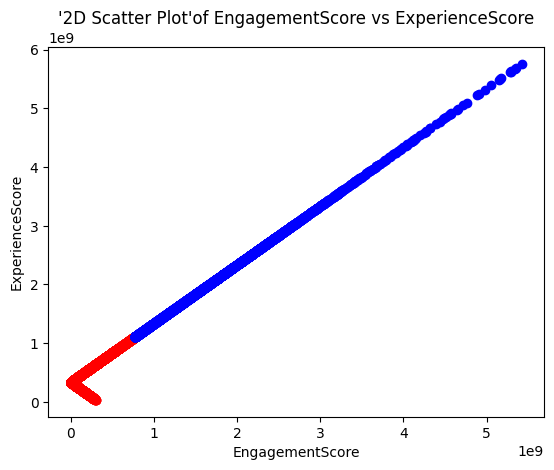 '2D Scatter Plot'of EngagementScore vs ExperienceScore
1e9
6
5
4
3
2
1
0
ExperienceScore
0 1 2 3 4 5
1e9
EngagementScore